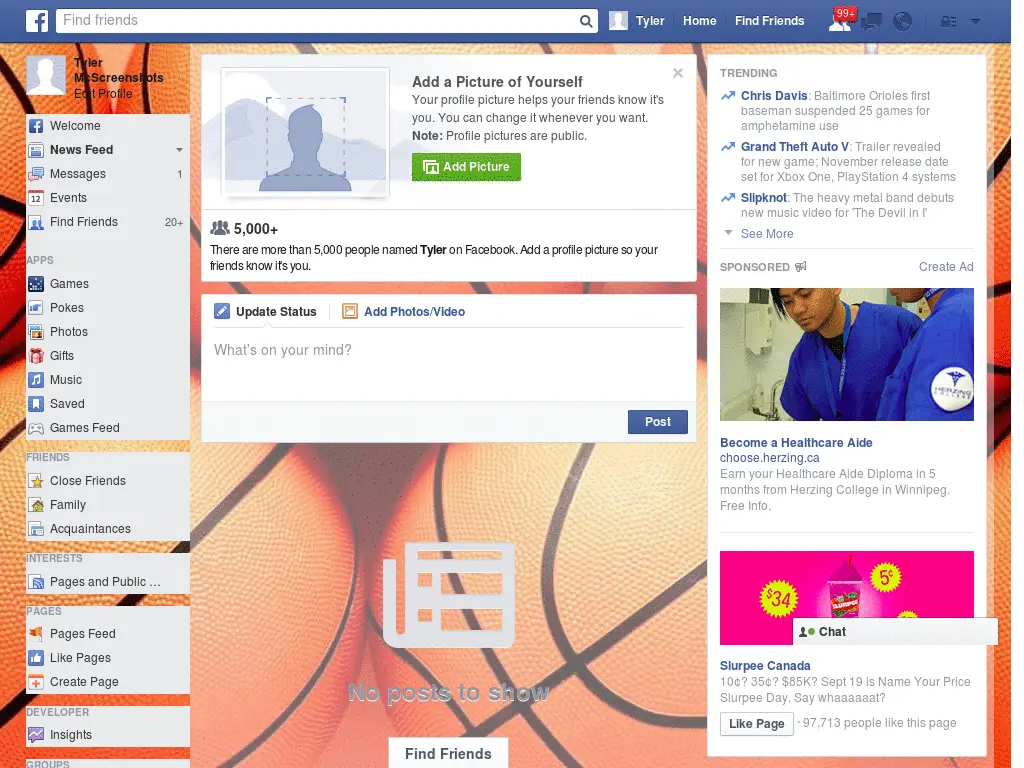 Find friends
Tyler
Home
Find Friends
99+
Tyler
McScreenshots
Edit Profile
Welcome
News Feed
Messages 1
12 Events
Find Friends 20+
APPS
Games
Pokes
Photos
Gifts
Music
Saved
Games Feed
FRIENDS
Close Friends
Family
Acquaintances
INTERESTS
Pages and Public ...
PAGES
Pages Feed
Like Pages
Create Page
DEVELOPER
Insights
GROUPS
Add a Picture of Yourself
Your profile picture helps your friends know it's
you. You can change it whenever you want.
Note: Profile pictures are public.
Add Picture
5,000+
There are more than 5,000 people named Tyler on Facebook. Add a profile picture so your
friends know it's you.
Update Status
Add Photos/Video
What's on your mind?
Post
No posts to show
Find Friends
TRENDING
Chris Davis: Baltimore Orioles first
baseman suspended 25 games for
amphetamine use
Grand Theft Auto V: Trailer revealed
for new game; November release date
set for Xbox One, PlayStation 4 systems
Slipknot: The heavy metal band debuts
new music video for 'The Devil in I'
See More
SPONSORED
Create Ad
HERZING
COLLEGE
Become a Healthcare Aide
choose.herzing.ca
Earn your Healthcare Aide Diploma in 5
months from Herzing College in Winnipeg.
Free Info.
$34
5¢
SLURPEE
Chat
Slurpee Canada
10¢? 35¢? $85K? Sept 19 is Name Your Price
Slurpee Day. Say whaaaaaat?
Like Page · 97,713 people like this page